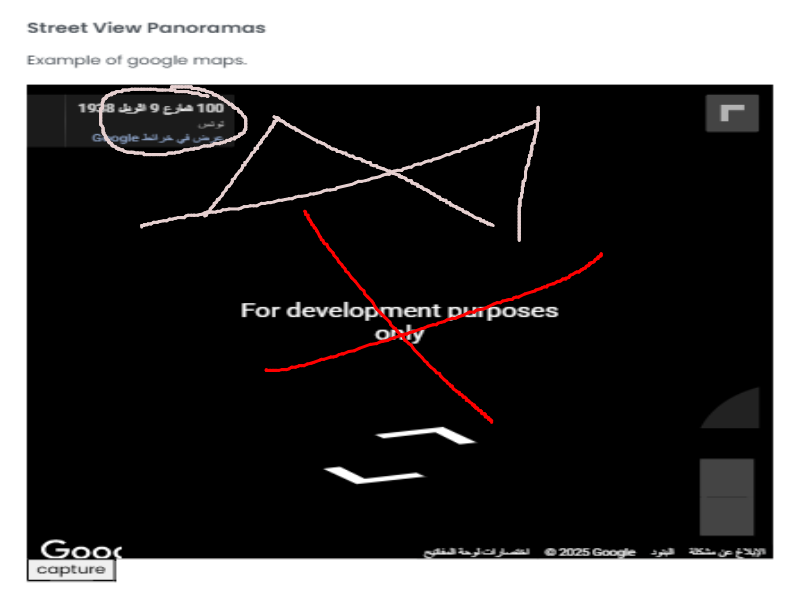 Street View Panoramas
Example of google maps.
100 شارع 9 أفريل 1938
تونس
عرض في خرائط Google
For development purposes
only
Goo
اختصارات لوحة المفاتيح
© 2025 Google
البنود
الإبلاغ عن مشكلة
capture